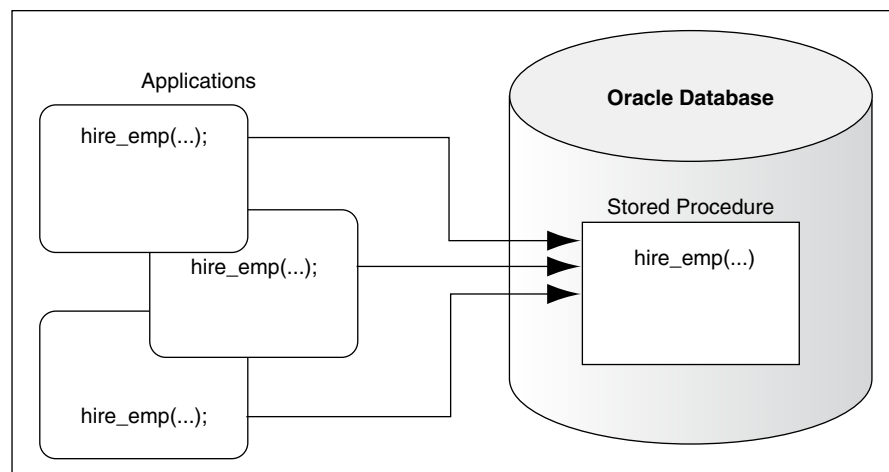 Applications
hire_emp(...);
hire_emp(...);
hire_emp(...);
Oracle Database
Stored Procedure
hire_emp(...)